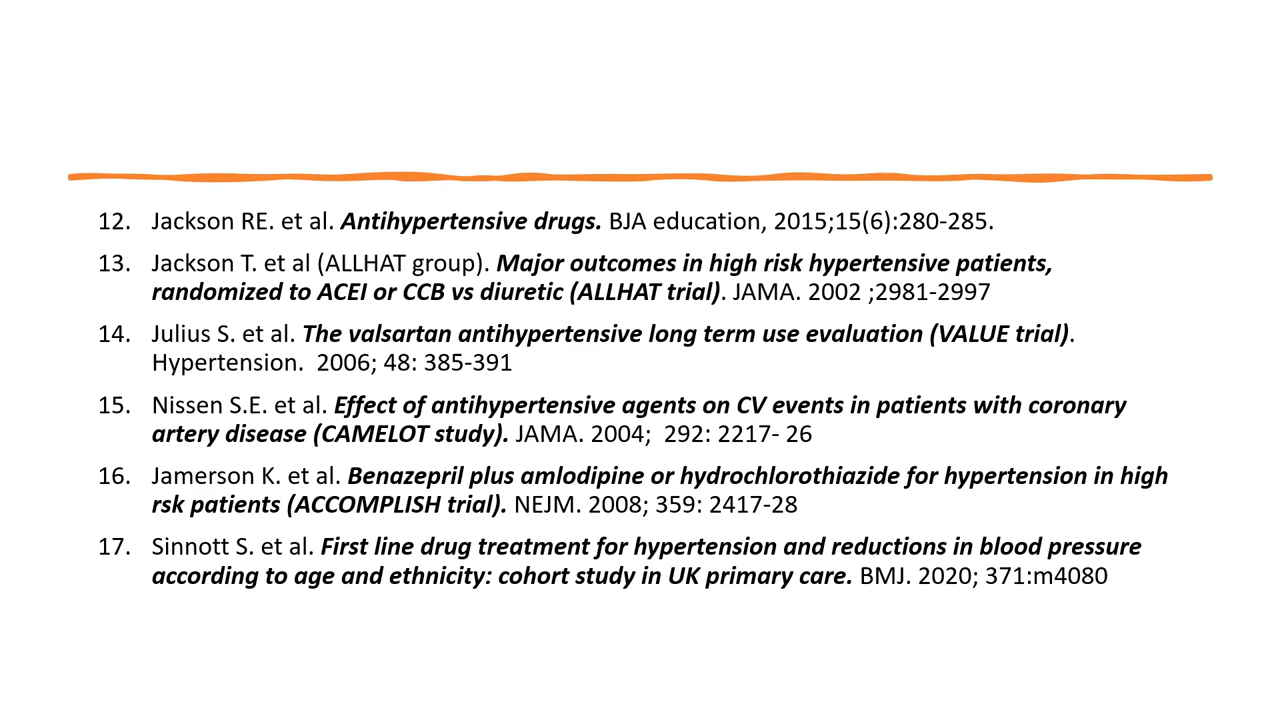 12. Jackson RE. et al. Antihypertensive drugs. BJA education, 2015;15(6):280-285.
13. Jackson T. et al (ALLHAT group). Major outcomes in high risk hypertensive patients,
randomized to ACEI or CCB vs diuretic (ALLHAT trial). JAMA. 2002 ;2981-2997
14. Julius S. et al. The valsartan antihypertensive long term use evaluation (VALUE trial).
Hypertension.  2006; 48: 385-391
15. Nissen S.E. et al. Effect of antihypertensive agents on CV events in patients with coronary
artery disease (CAMELOT study). JAMA. 2004;  292: 2217- 26
16. Jamerson K. et al. Benazepril plus amlodipine or hydrochlorothiazide for hypertension in high
rsk patients (ACCOMPLISH trial). NEJM. 2008; 359: 2417-28
17. Sinnott S. et al. First line drug treatment for hypertension and reductions in blood pressure
according to age and ethnicity: cohort study in UK primary care. BMJ. 2020; 371:m4080